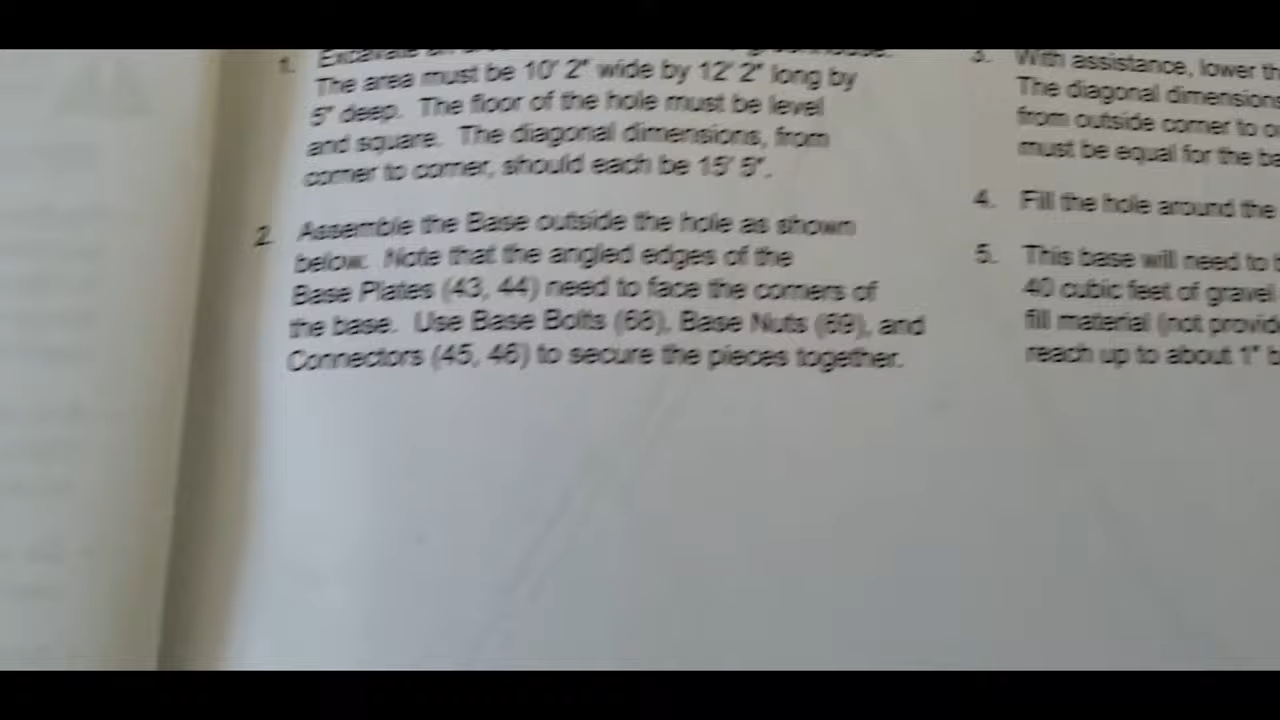 1. Excavate an
The area must be 10' 2" wide by 12' 2" long by
5" deep. The floor of the hole must be level
and square. The diagonal dimensions, from
corner to corner, should each be 15' 5".
2. Assemble the Base outside the hole as shown
below. Note that the angled edges of the
Base Plates (43, 44) need to face the corners of
the base. Use Base Bolts (68), Base Nuts (69), and
Connectors (45, 46) to secure the pieces together.
3. With assistance, lower th
The diagonal dimension
from outside corner to o
must be equal for the ba
4. Fill the hole around the
5. This base will need to b
40 cubic feet of gravel
fill material (not provid
reach up to about 1" b